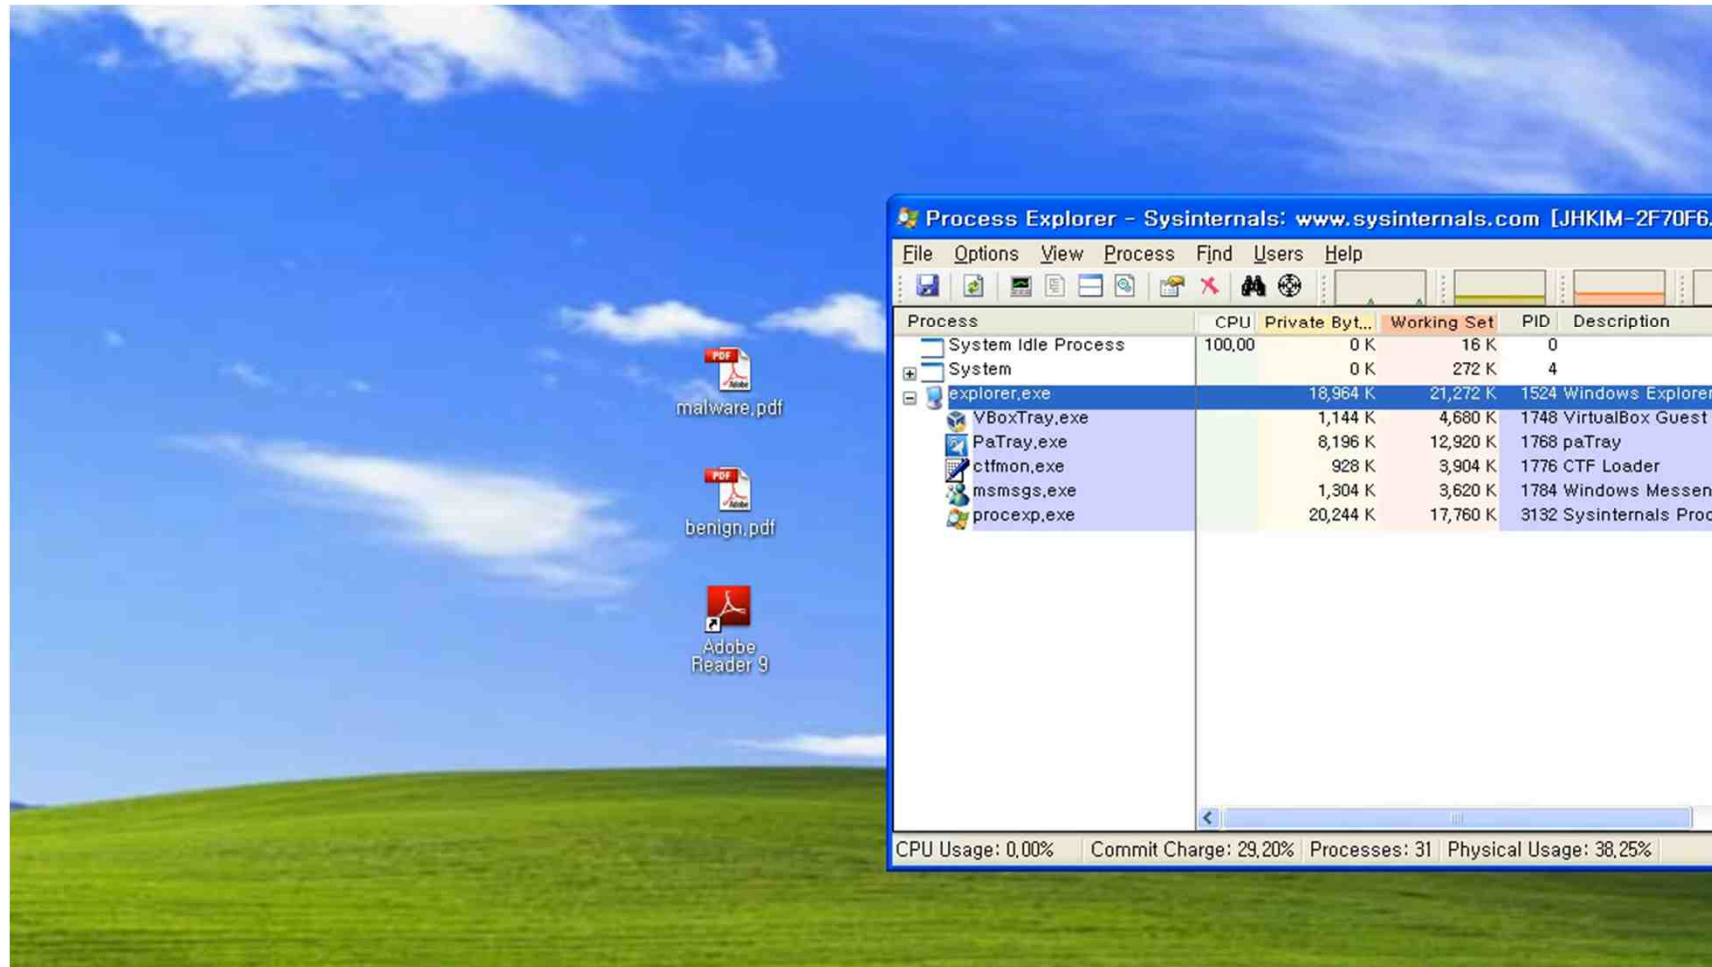 malware.pdf
benign.pdf
Adobe
Reader 9
Process Explorer - Sysinternals: www.sysinternals.com [JHKIM-2F70F6
File Options View Process Find Users Help
Process CPU Private Byt... Working Set PID Description
System Idle Process 100,00 0 K 16 K 0
System 0 K 272 K 4
explorer,exe 18,964 K 21,272 K 1524 Windows Explorer
VBoxTray,exe 1,144 K 4,680 K 1748 VirtualBox Guest
PaTray,exe 8,196 K 12,920 K 1768 paTray
ctfmon,exe 928 K 3,904 K 1776 CTF Loader
msmsgs,exe 1,304 K 3,620 K 1784 Windows Messen
procexp,exe 20,244 K 17,760 K 3132 Sysinternals Proc
CPU Usage: 0,00% Commit Charge: 29,20% Processes: 31 Physical Usage: 38,25%